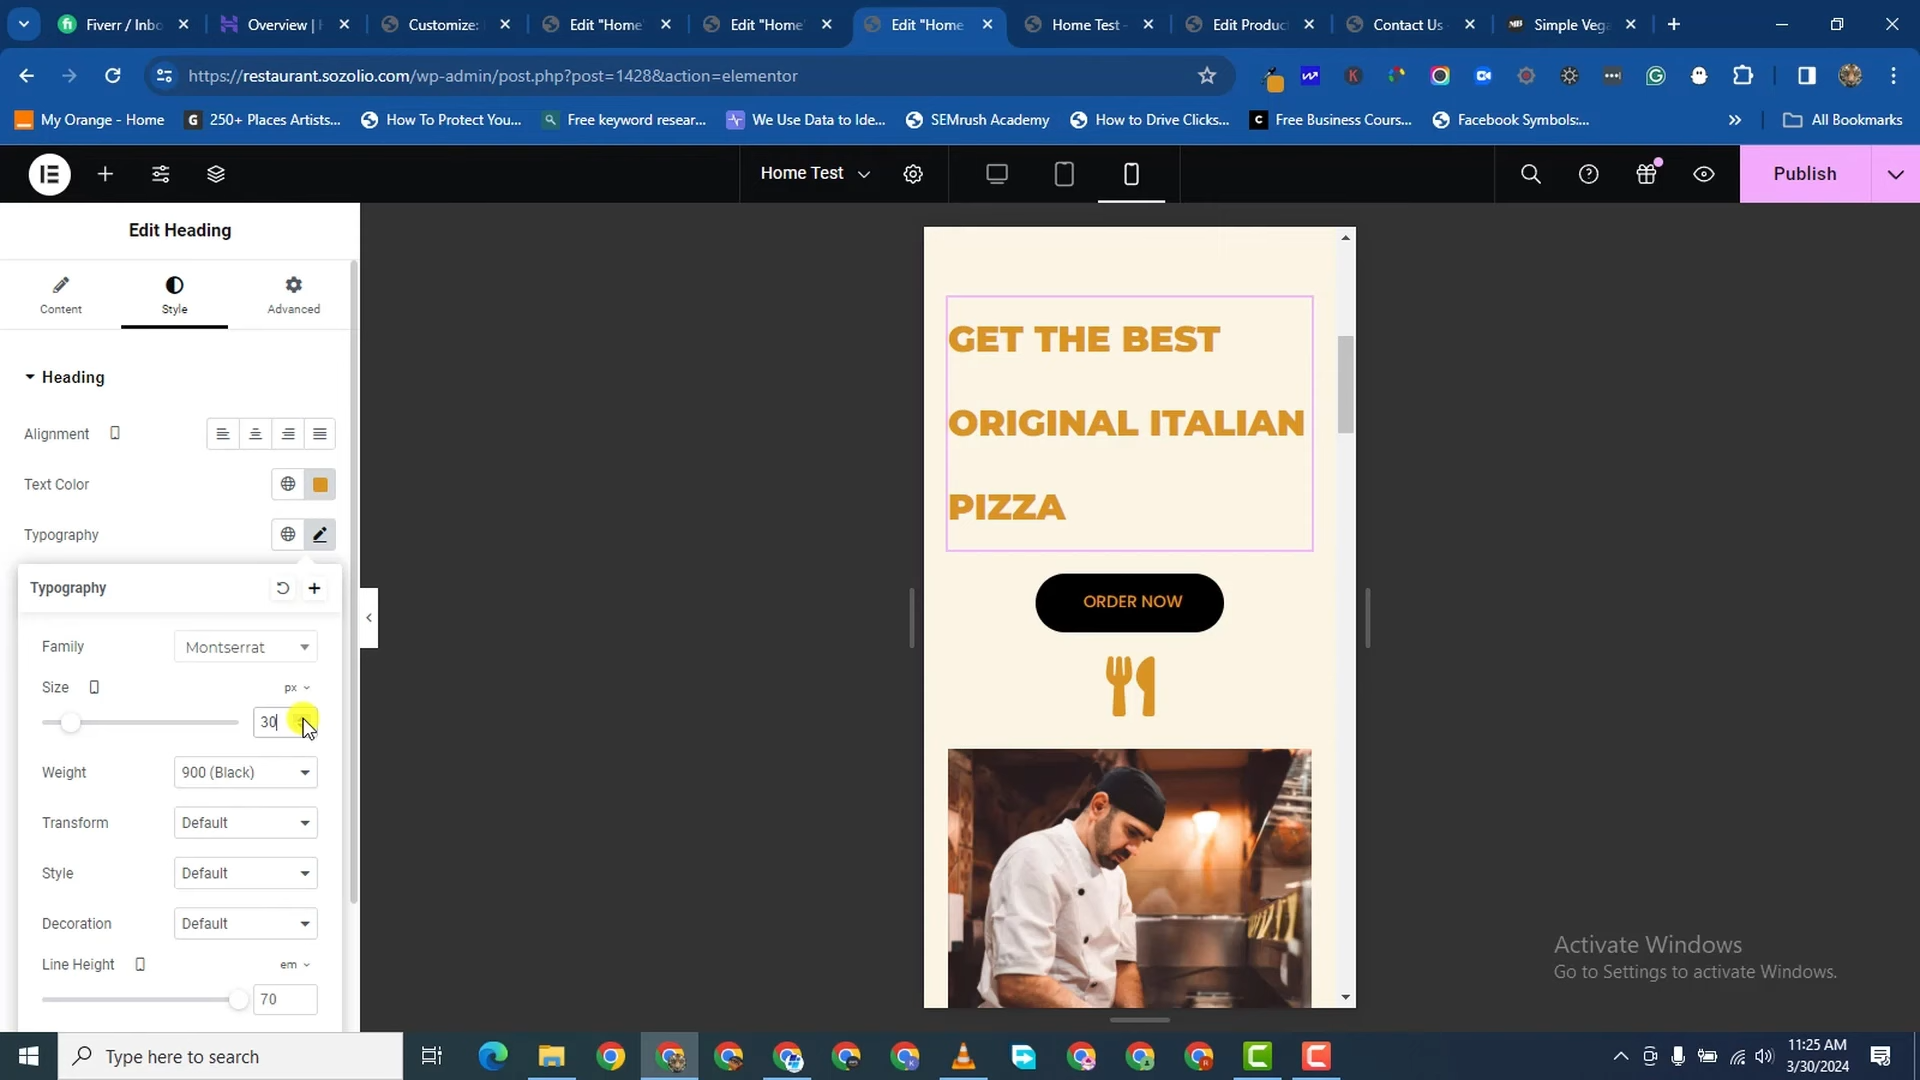 Fiverr / Inbo
Overview |
Customize:
Edit "Home
Edit "Home
Edit "Home
Home Test -
Edit Produc
Contact Us
Simple Vega
https://restaurant.sozolio.com/wp-admin/post.php?post=1428&action=elementor
My Orange - Home
250+ Places Artists...
How To Protect You...
Free keyword resear...
We Use Data to Ide...
SEMrush Academy
How to Drive Clicks...
Free Business Cours...
Facebook Symbols:...
All Bookmarks
Home Test
Publish
Edit Heading
Content
Style
Advanced
Heading
Alignment
Text Color
Typography
Typography
Family
Montserrat
Size
px
30
Weight
900 (Black)
Transform
Default
Style
Default
Decoration
Default
Line Height
em
70
GET THE BEST
ORIGINAL ITALIAN
PIZZA
ORDER NOW
Activate Windows
Go to Settings to activate Windows.
Type here to search
11:25 AM
3/30/2024